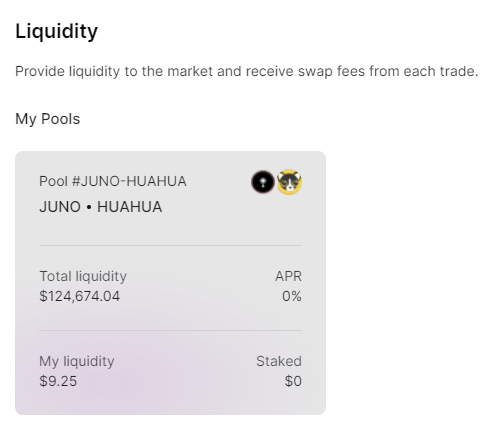 Liquidity
Provide liquidity to the market and receive swap fees from each trade.
My Pools
Pool #JUNO-HUAHUA
JUNO • HUAHUA
Total liquidity APR
$124,674.04 0%
My liquidity Staked
$9.25 $0